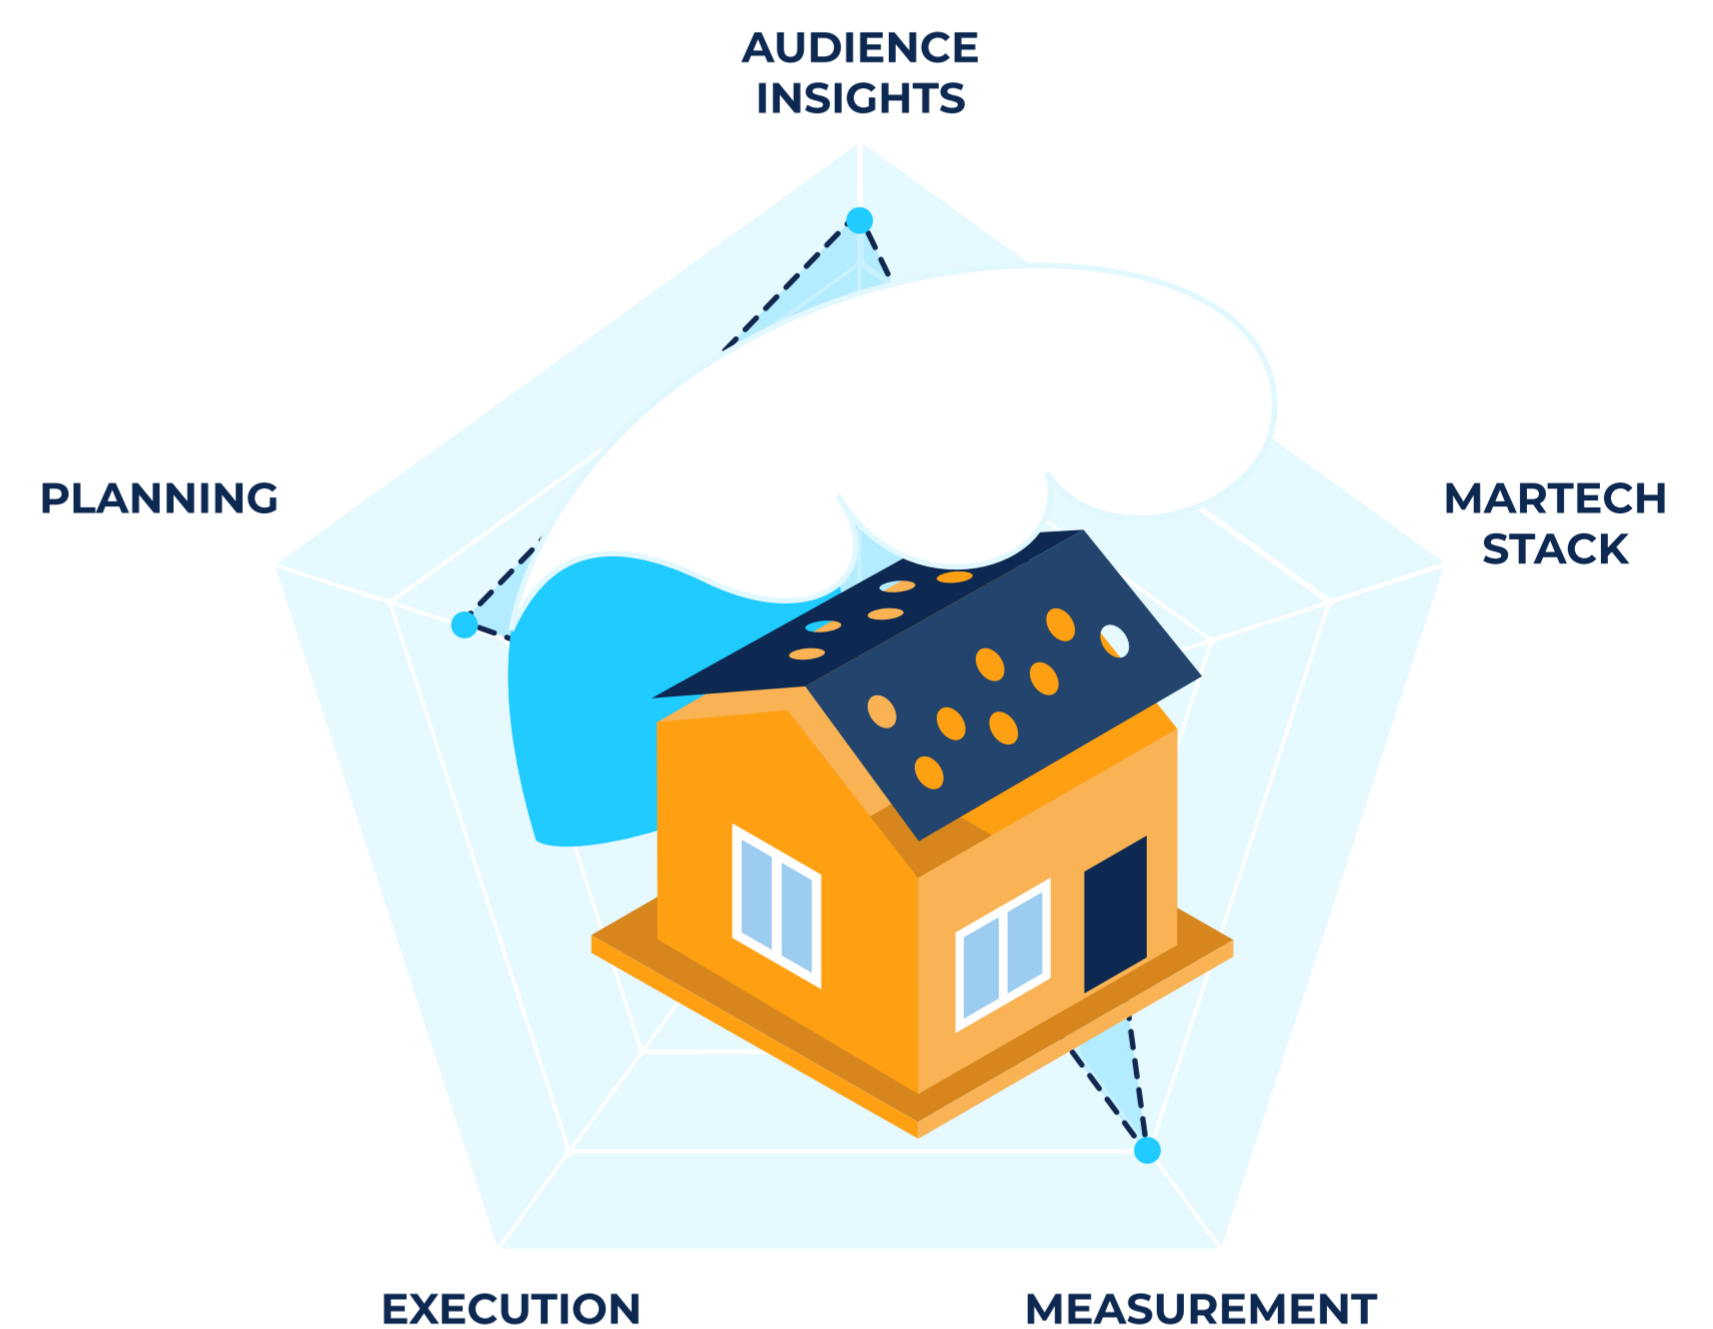 AUDIENCE
INSIGHTS
PLANNING
MARTECH
STACK
EXECUTION
MEASUREMENT